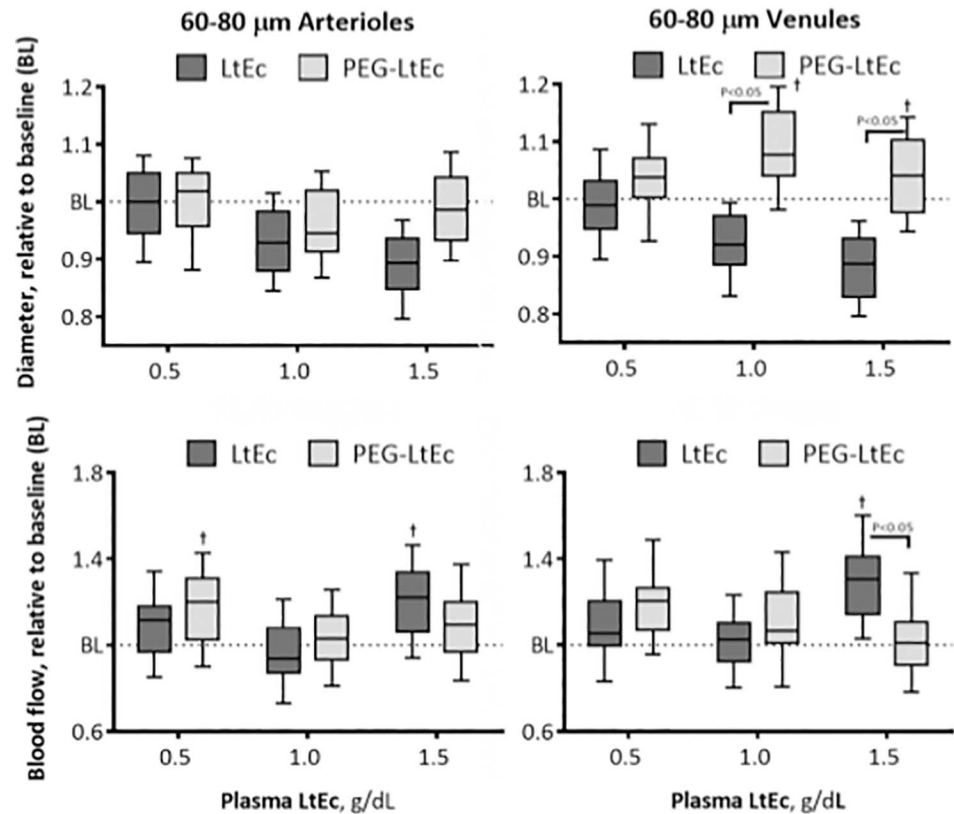 60-80 μm Arterioles
LtEc PEG-LtEc
Diameter, relative to baseline (BL)
1.2
1.1
BL
0.9
0.8
0.5 1.0 1.5
60-80 μm Venules
LtEc PEG-LtEc
1.2
1.1
BL
0.9
0.8
P<0.05 †
P<0.05 †
0.5 1.0 1.5
Blood flow, relative to baseline (BL)
LtEc PEG-LtEc
1.8
1.4
BL
0.6
† †
0.5 1.0 1.5
Plasma LtEc, g/dL
LtEc PEG-LtEc
1.8
1.4
BL
0.6
† P<0.05
0.5 1.0 1.5
Plasma LtEc, g/dL